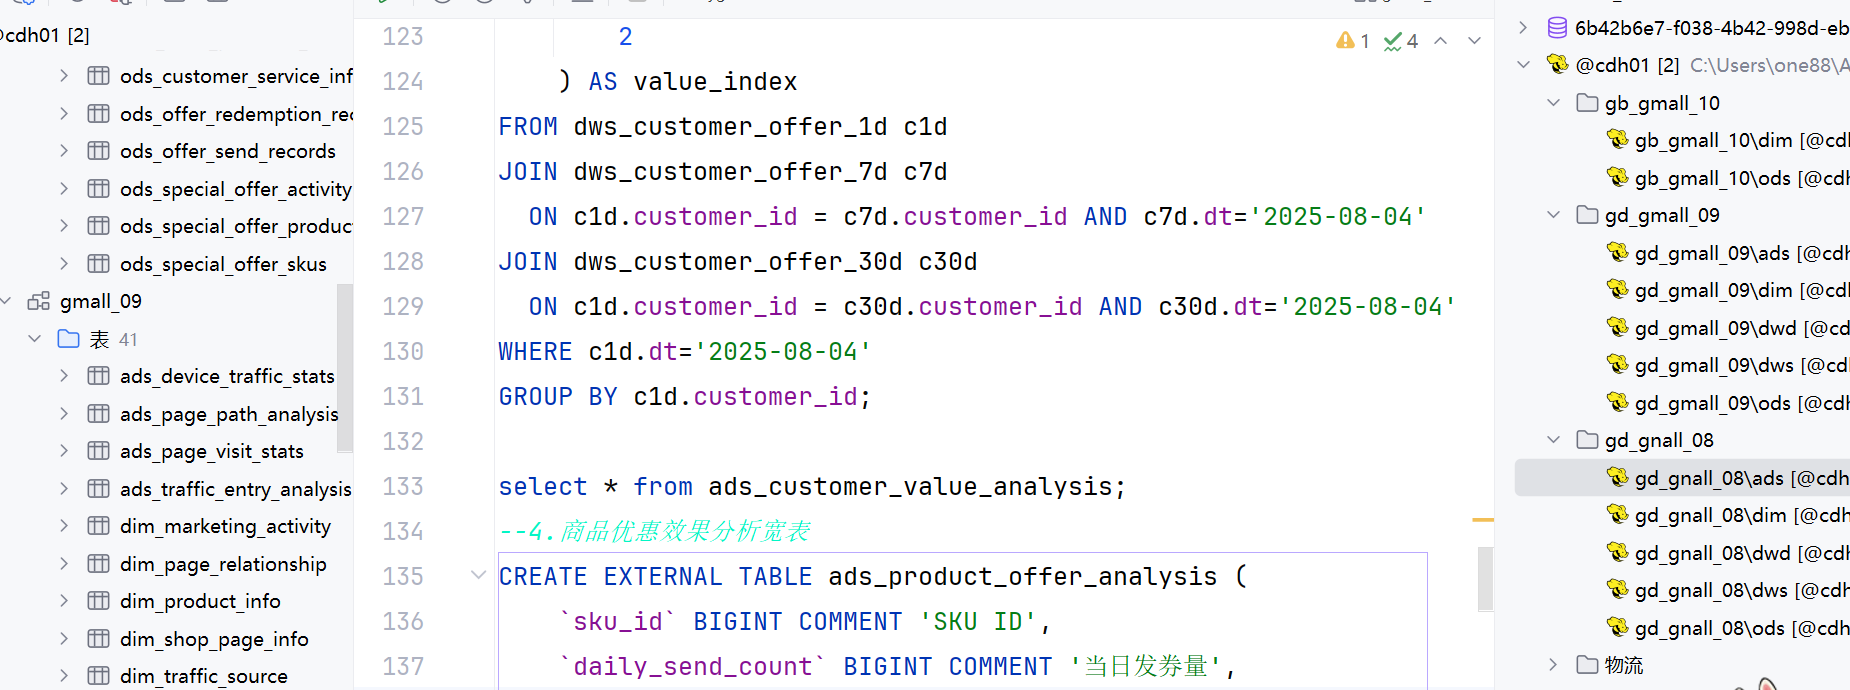 @cdh01 [2]
ods_customer_service_inf
ods_offer_redemption_rec
ods_offer_send_records
ods_special_offer_activity
ods_special_offer_produc
ods_special_offer_skus
gmall_09
表 41
ads_device_traffic_stats
ads_page_path_analysis
ads_page_visit_stats
ads_traffic_entry_analysis
dim_marketing_activity
dim_page_relationship
dim_product_info
dim_shop_page_info
dim_traffic_source
1 4
123 2
124 ) AS value_index
125 FROM dws_customer_offer_1d c1d
126 JOIN dws_customer_offer_7d c7d
127 ON c1d.customer_id = c7d.customer_id AND c7d.dt='2025-08-04'
128 JOIN dws_customer_offer_30d c30d
129 ON c1d.customer_id = c30d.customer_id AND c30d.dt='2025-08-04'
130 WHERE c1d.dt='2025-08-04'
131 GROUP BY c1d.customer_id;
132
133 select * from ads_customer_value_analysis;
134 --4.商品优惠效果分析宽表
135 CREATE EXTERNAL TABLE ads_product_offer_analysis (
136 `sku_id` BIGINT COMMENT 'SKU ID',
137 `daily_send_count` BIGINT COMMENT '当日发券量',
6b42b6e7-f038-4b42-998d-eb
@cdh01 [2] C:\Users\one88\A
gb_gmall_10
gb_gmall_10\dim [@cdh
gb_gmall_10\ods [@cdh
gd_gmall_09
gd_gmall_09\ads [@cdh
gd_gmall_09\dim [@cdh
gd_gmall_09\dwd [@cd
gd_gmall_09\dws [@cdh
gd_gmall_09\ods [@cdh
gd_gnall_08
gd_gnall_08\ads [@cdh
gd_gnall_08\dim [@cdh
gd_gnall_08\dwd [@cdh
gd_gnall_08\dws [@cdh
gd_gnall_08\ods [@cdh
物流